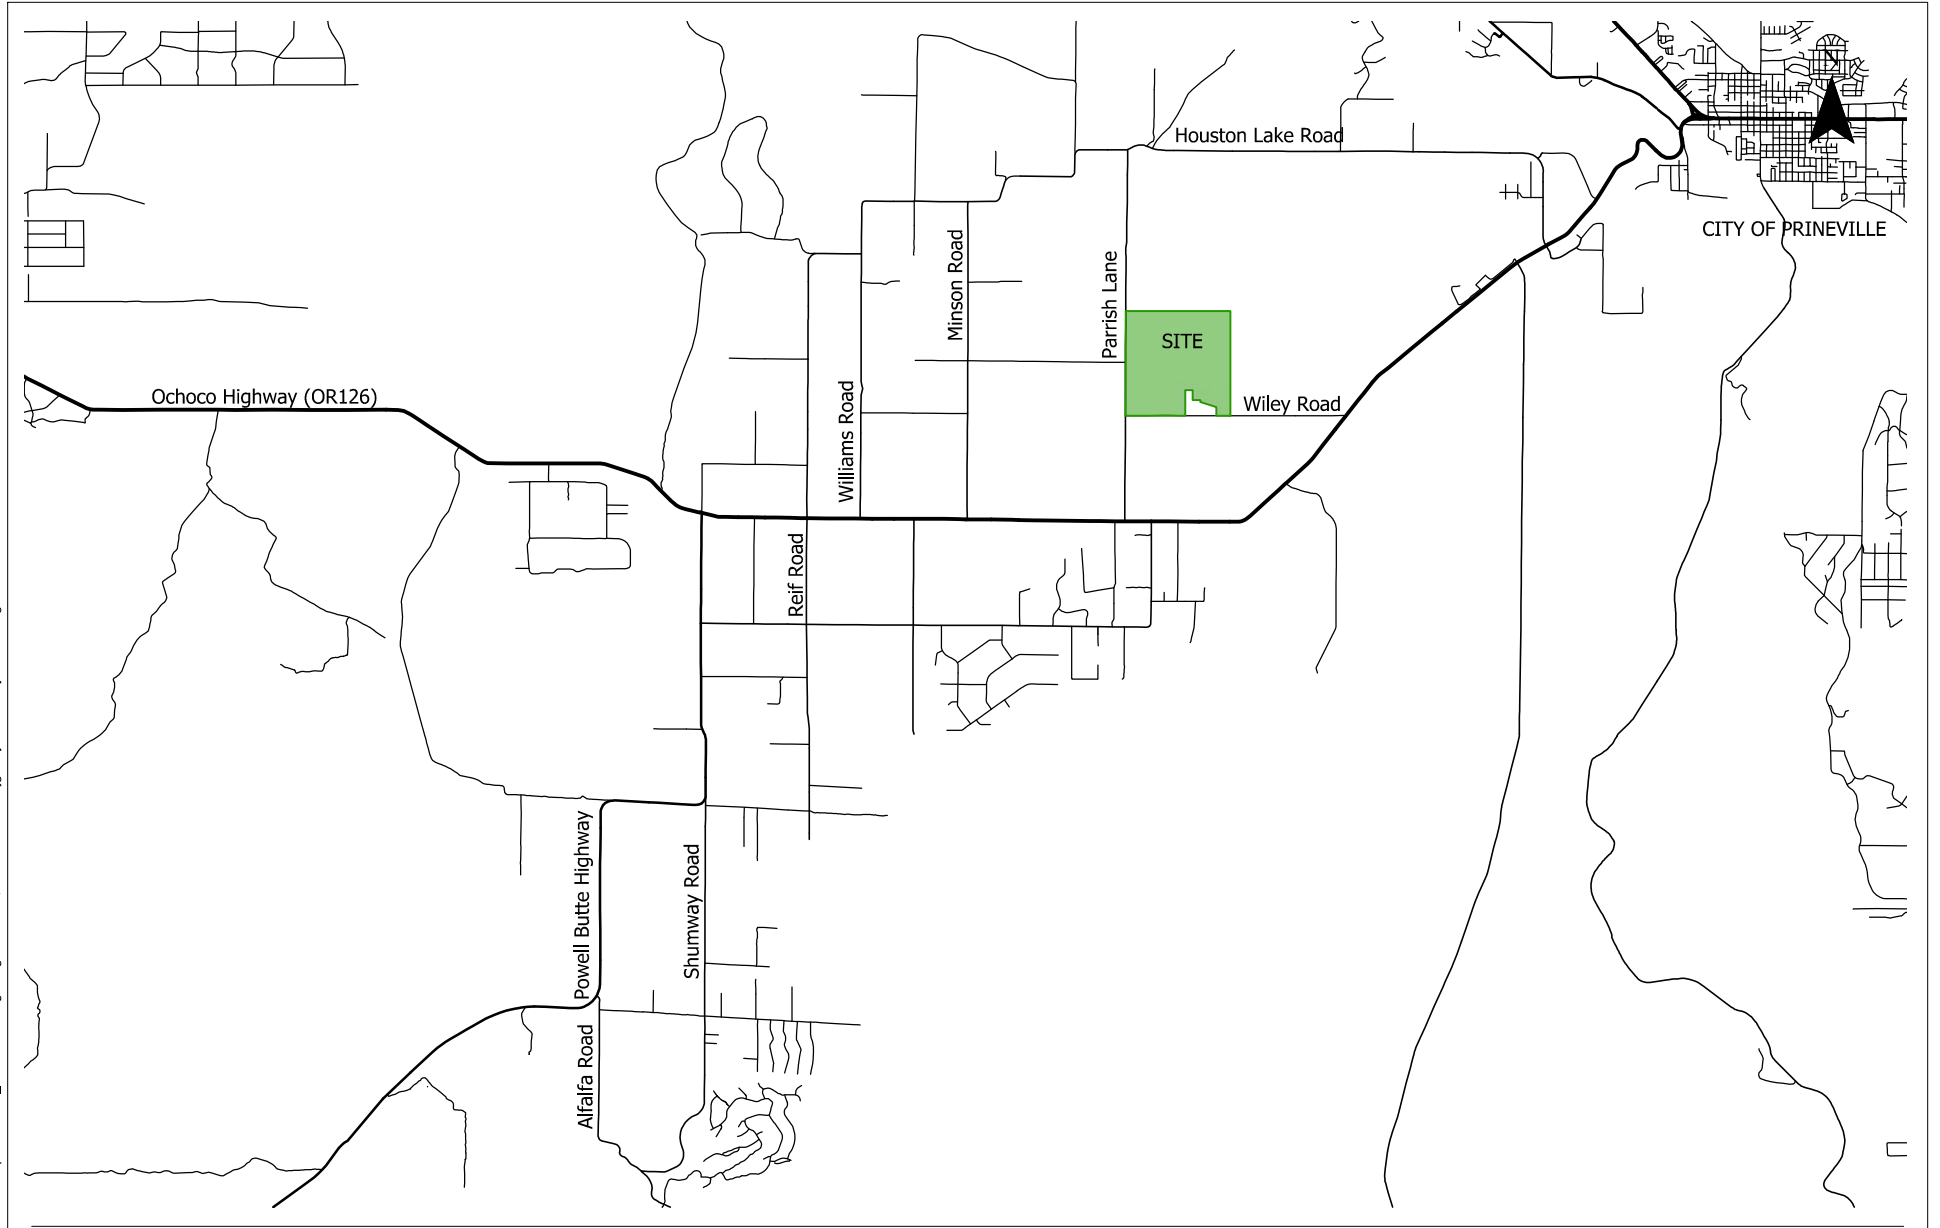 N
Houston Lake Road
CITY OF PRINEVILLE
Minson Road
Parrish Lane
SITE
Wiley Road
Ochoco Highway (OR126)
Williams Road
Reif Road
Powell Butte Highway
Shumway Road
Alfalfa Road